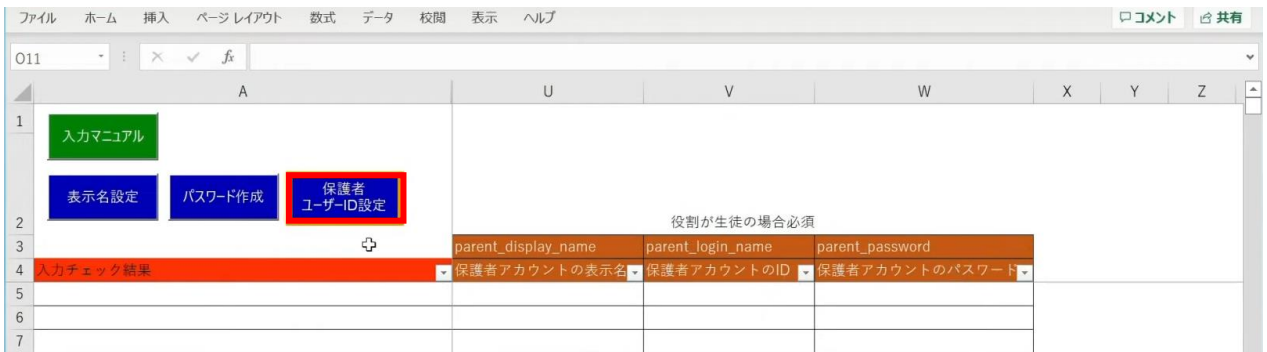 ファイル ホーム 挿入 ページ レイアウト 数式 データ 校閲 表示 ヘルプ コメント 共有
O11 fx
A U V W X Y Z
1
入力マニュアル
表示名設定 パスワード作成 保護者
ユーザーID設定
2 役割が生徒の場合必須
3 parent_display_name parent_login_name parent_password
4 入力チェック結果 保護者アカウントの表示名 保護者アカウントのID 保護者アカウントのパスワード
5
6
7